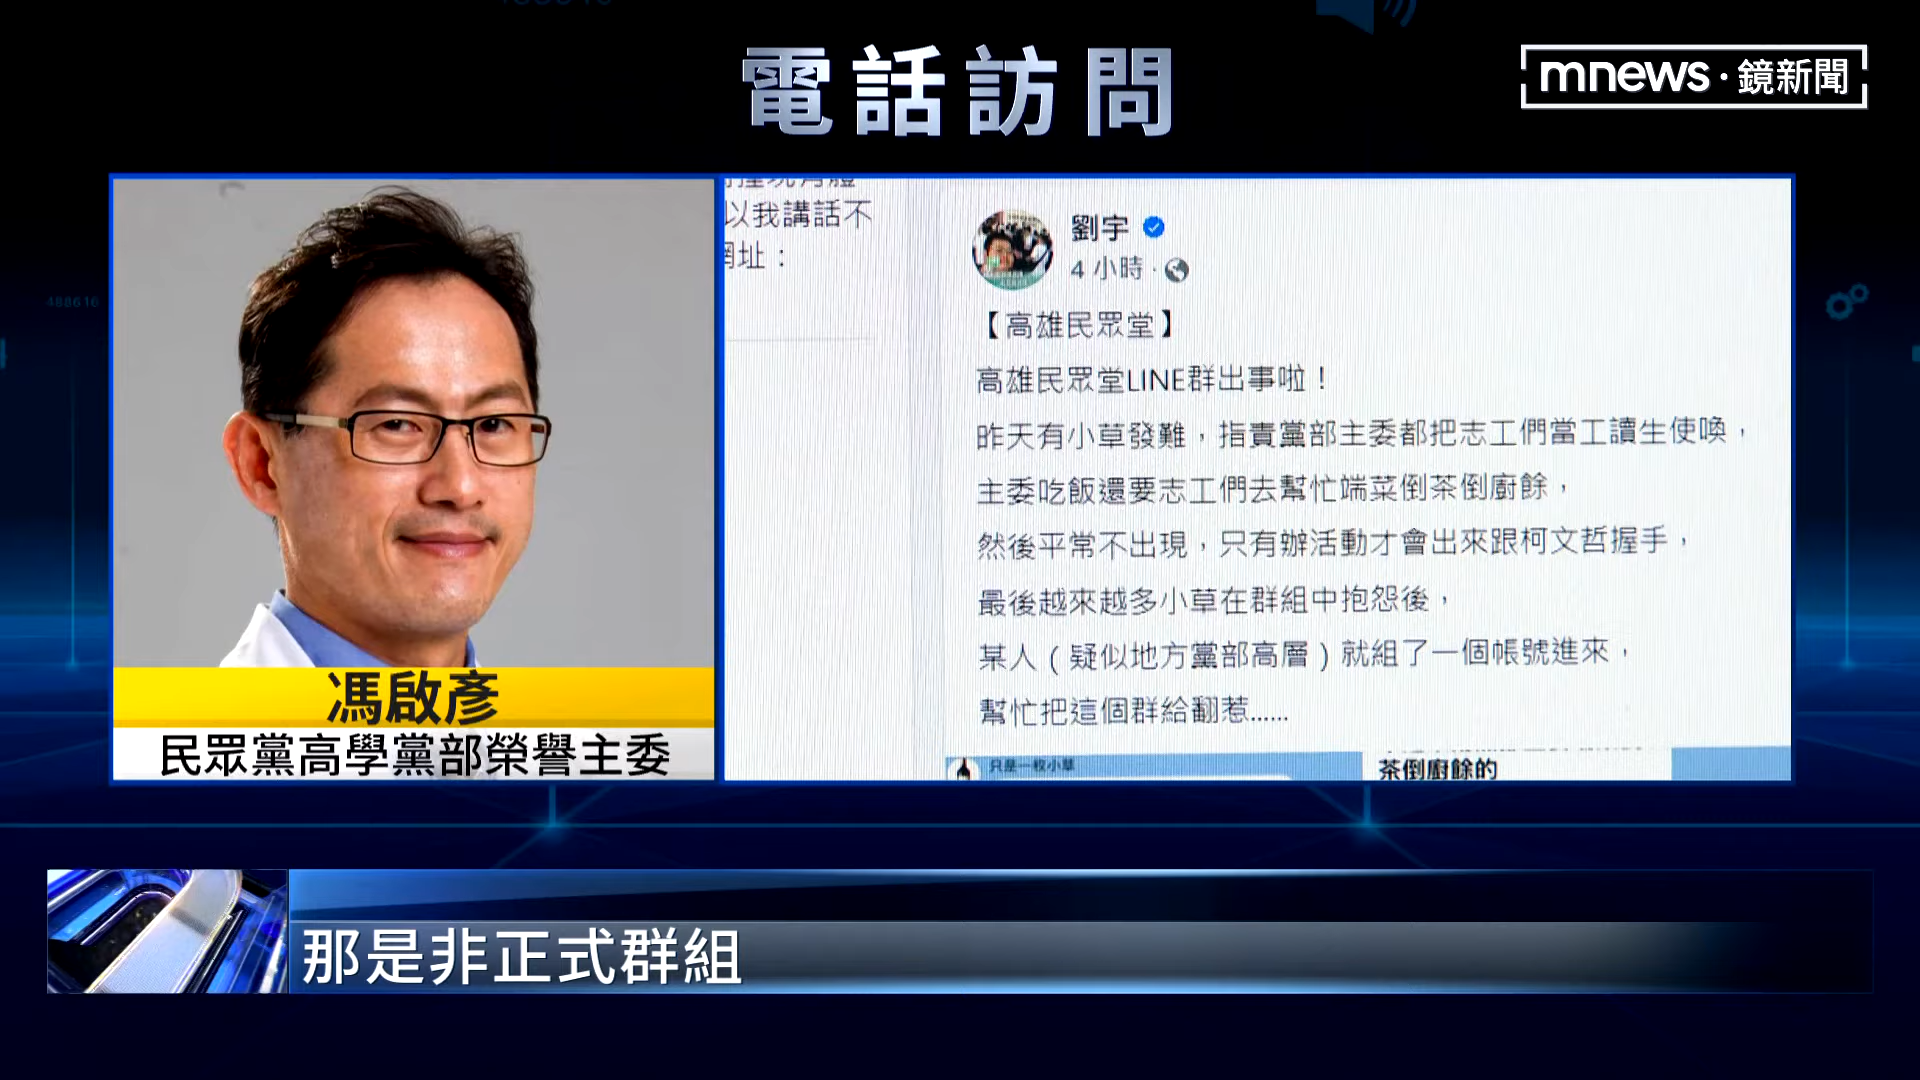 電話訪問
mnews·鏡新聞
以我講話不
網址：
劉宇
4 小時
【高雄民眾堂】
高雄民眾堂LINE群出事啦！
昨天有小草發難，指責黨部主委都把志工們當工讀生使喚，
主委吃飯還要志工們去幫忙端菜倒茶倒廚餘，
然後平常不出現，只有辦活動才會出來跟柯文哲握手，
最後越來越多小草在群組中抱怨後，
某人（疑似地方黨部高層）就組了一個帳號進來，
幫忙把這個群給翻惹......
只是一枚小草
茶倒廚餘的
馮啟彥
民眾黨高學黨部榮譽主委
488616
那是非正式群組